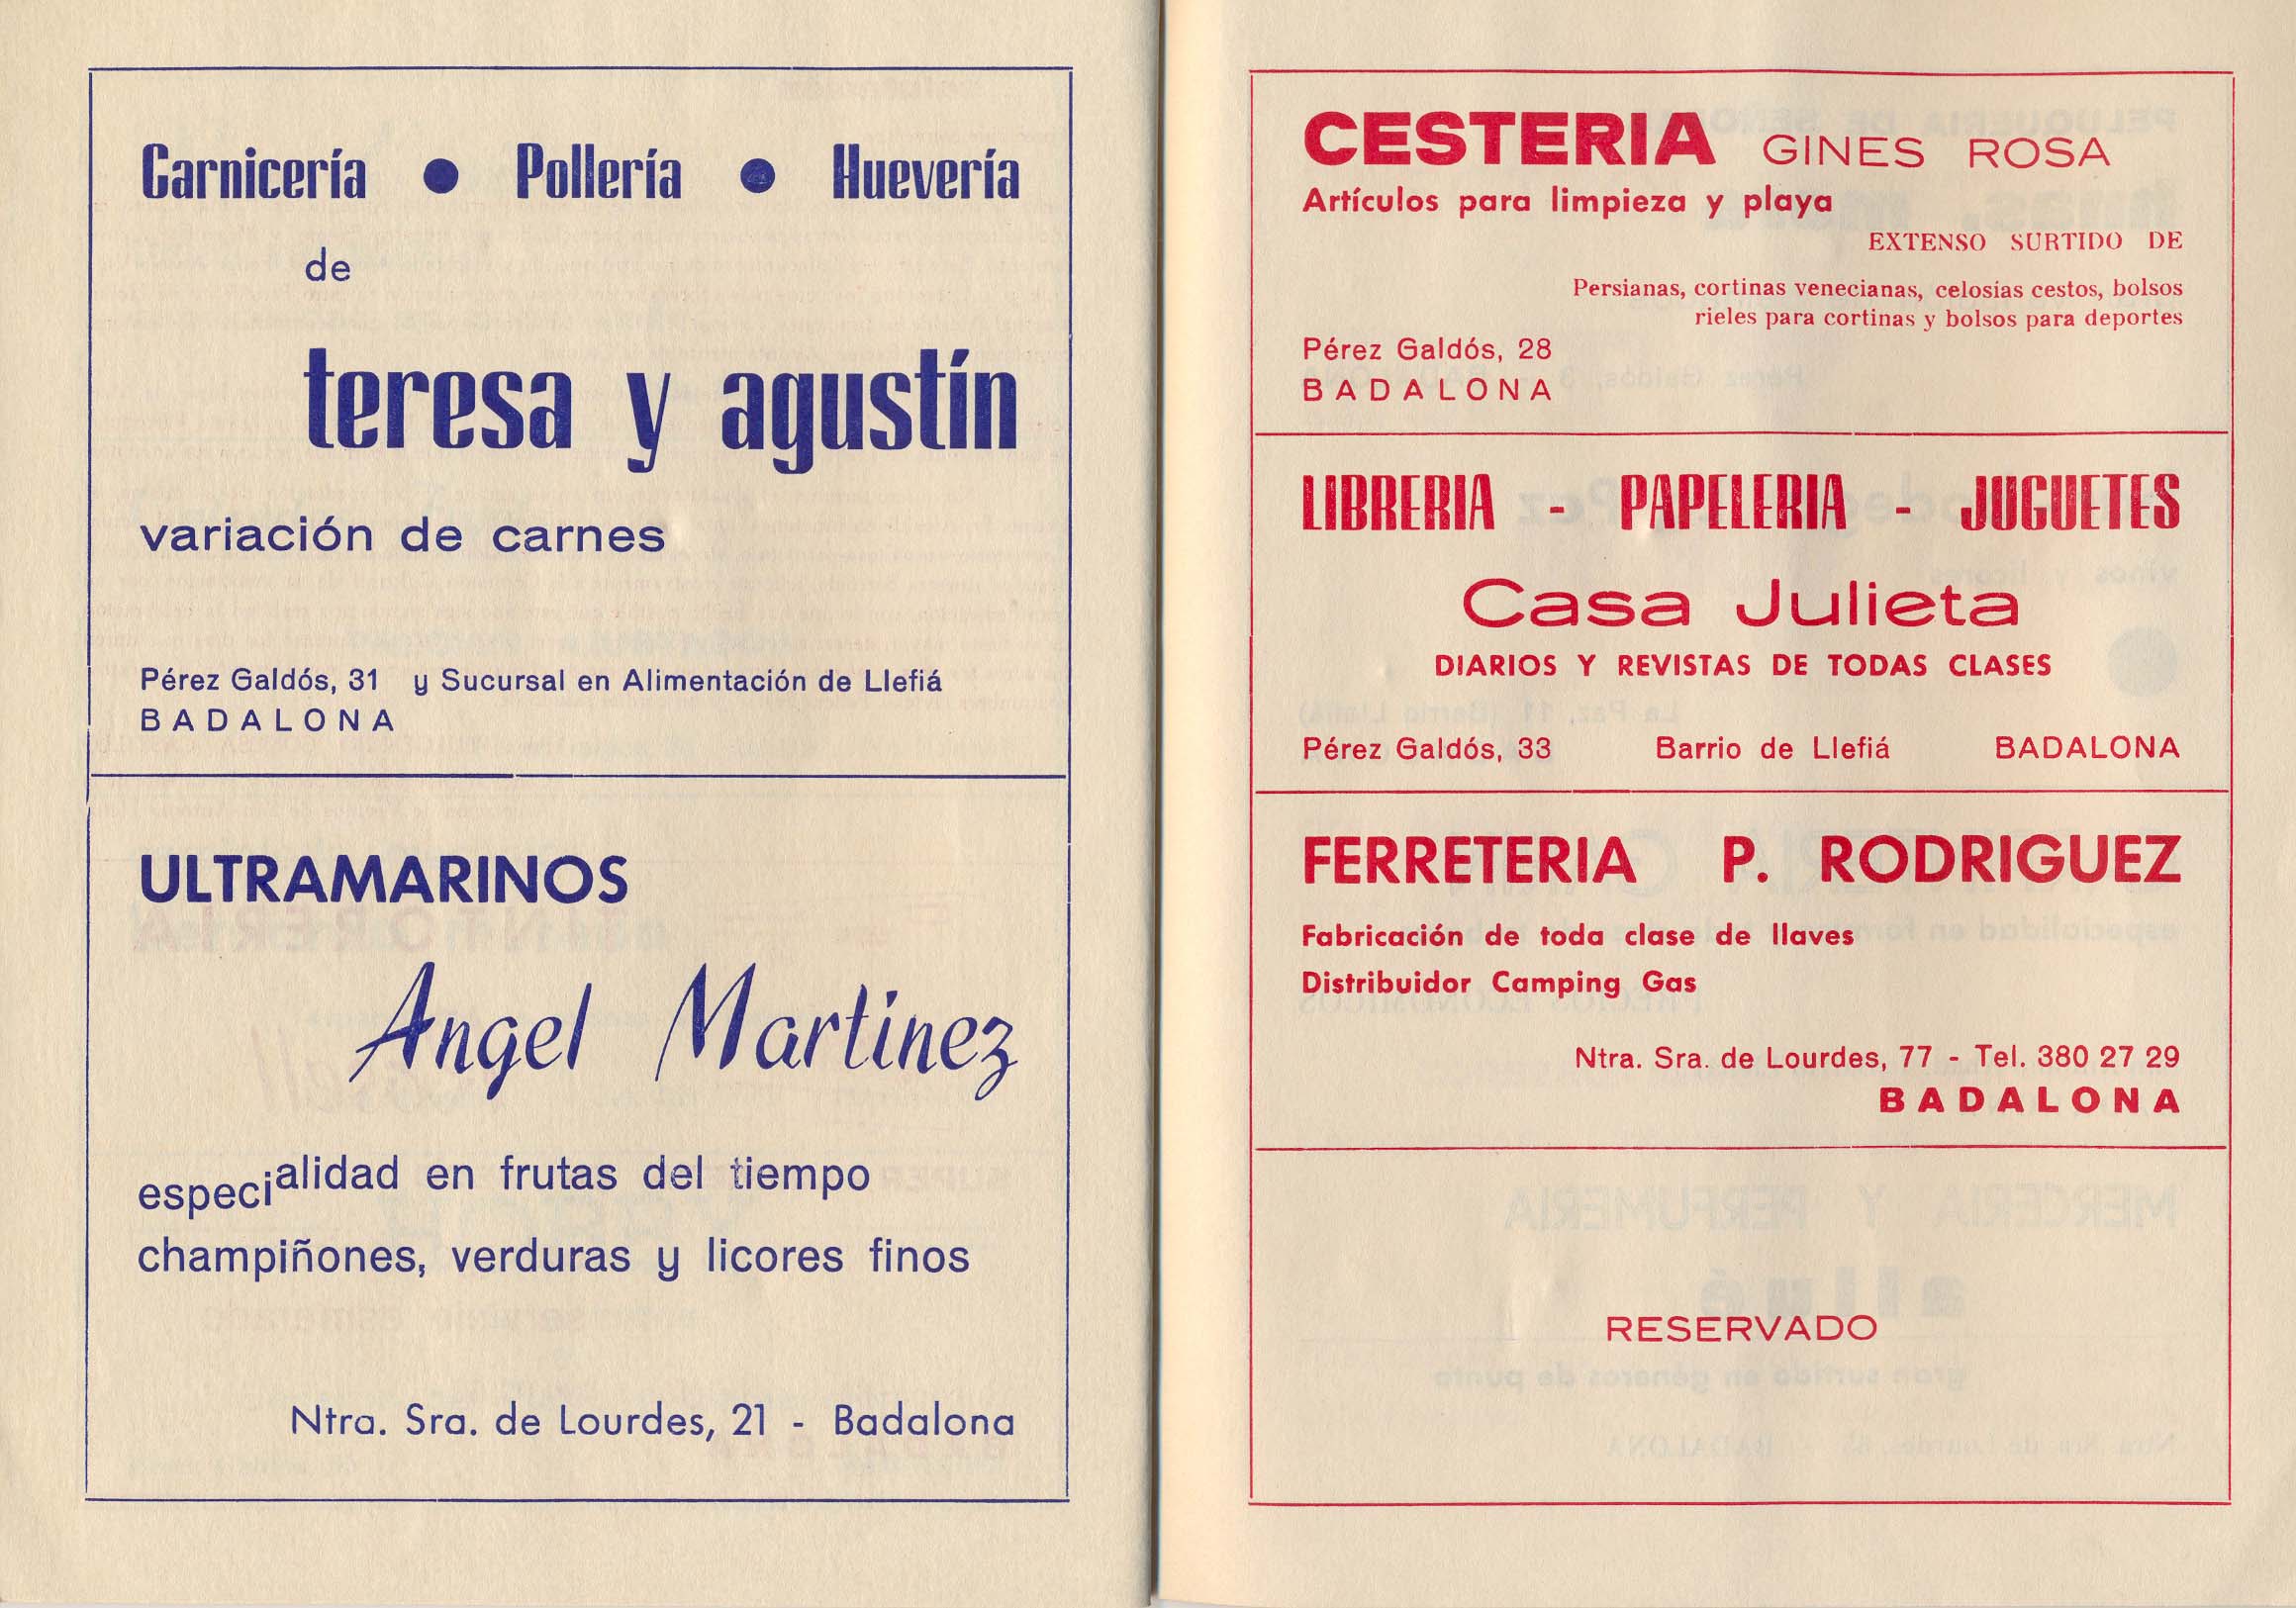 Carnicería ● Pollería ● Huevería
de
teresa y agustín
variación de carnes
Pérez Galdós, 31 y Sucursal en Alimentación de Llefiá
BADALONA
ULTRAMARINOS
Angel Martinez
especialidad en frutas del tiempo
champiñones, verduras y licores finos
Ntra. Sra. de Lourdes, 21 - Badalona
CESTERIA GINES ROSA
Artículos para limpieza y playa
EXTENSO SURTIDO DE
Persianas, cortinas venecianas, celosías cestos, bolsos
rieles para cortinas y bolsos para deportes
Pérez Galdós, 28
BADALONA
LIBRERIA - PAPELERIA - JUGUETES
Casa Julieta
DIARIOS Y REVISTAS DE TODAS CLASES
Pérez Galdós, 33 Barrio de Llefiá BADALONA
FERRETERIA P. RODRIGUEZ
Fabricación de toda clase de llaves
Distribuidor Camping Gas
Ntra. Sra. de Lourdes, 77 - Tel. 380 27 29
BADALONA
RESERVADO